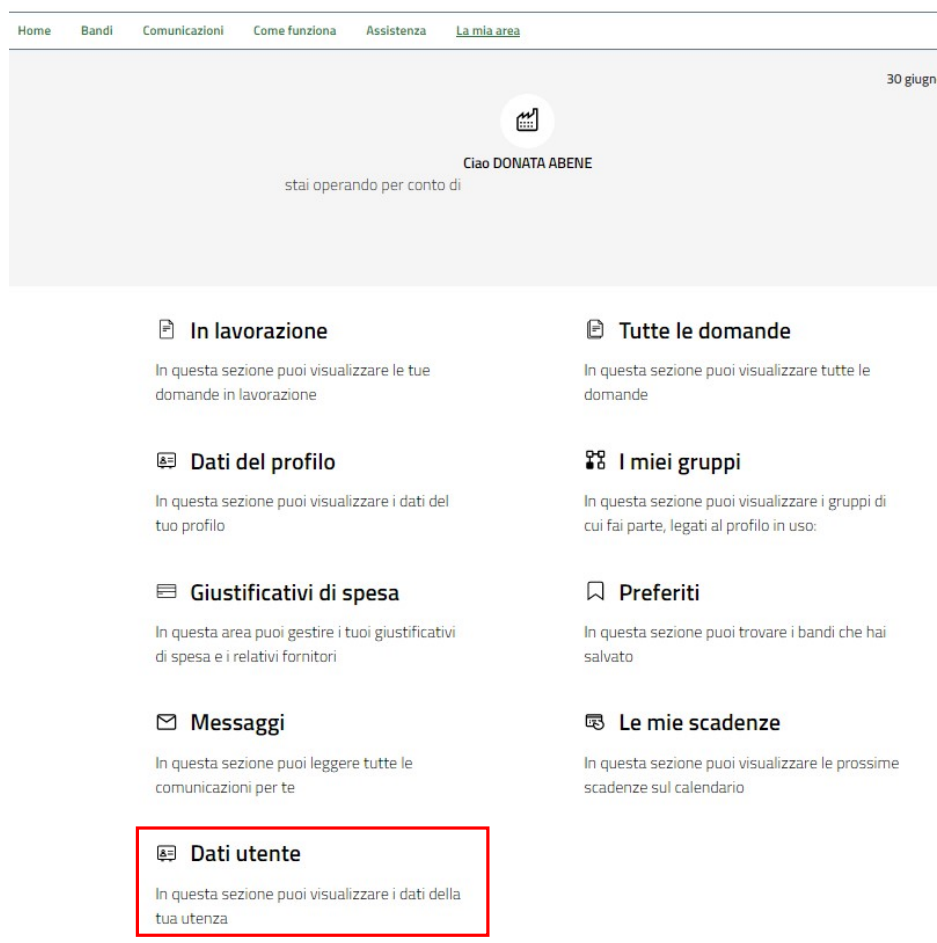 Home Bandi Comunicazioni Come funziona Assistenza La mia area
30 giugn
Ciao DONATA ABENE
stai operando per conto di
In lavorazione
In questa sezione puoi visualizzare le tue
domande in lavorazione
Tutte le domande
In questa sezione puoi visualizzare tutte le
domande
Dati del profilo
In questa sezione puoi visualizzare i dati del
tuo profilo
I miei gruppi
In questa sezione puoi visualizzare i gruppi di
cui fai parte, legati al profilo in uso:
Giustificativi di spesa
In questa area puoi gestire i tuoi giustificativi
di spesa e i relativi fornitori
Preferiti
In questa sezione puoi trovare i bandi che hai
salvato
Messaggi
In questa sezione puoi leggere tutte le
comunicazioni per te
Le mie scadenze
In questa sezione puoi visualizzare le prossime
scadenze sul calendario
Dati utente
In questa sezione puoi visualizzare i dati della
tua utenza